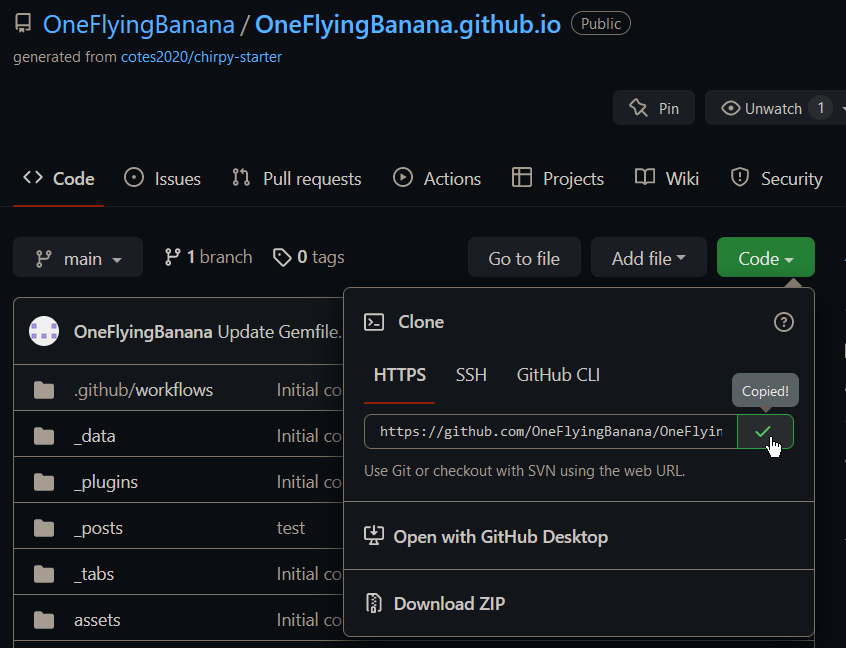 OneFlyingBanana / OneFlyingBanana.github.io Public
generated from cotes2020/chirpy-starter
Pin Unwatch 1
Code Issues Pull requests Actions Projects Wiki Security
main 1 branch 0 tags Go to file Add file Code
OneFlyingBanana Update Gemfile.
Clone
HTTPS SSH GitHub CLI
Copied!
https://github.com/OneFlyingBanana/OneFlyin
Use Git or checkout with SVN using the web URL.
Open with GitHub Desktop
Download ZIP
.github/workflows Initial co
_data Initial co
_plugins Initial co
_posts test
_tabs Initial co
assets Initial co